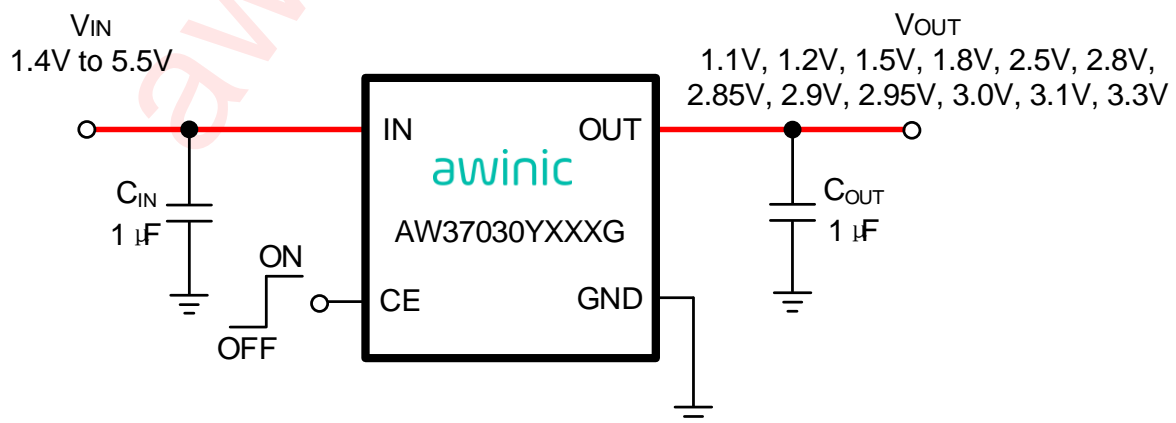 VIN
1.4V to 5.5V
VOUT
1.1V, 1.2V, 1.5V, 1.8V, 2.5V, 2.8V,
2.85V, 2.9V, 2.95V, 3.0V, 3.1V, 3.3V
IN
OUT
awinic
AW37030YXXXG
CIN
1 μF
COUT
1 μF
ON
OFF
CE
GND
aw